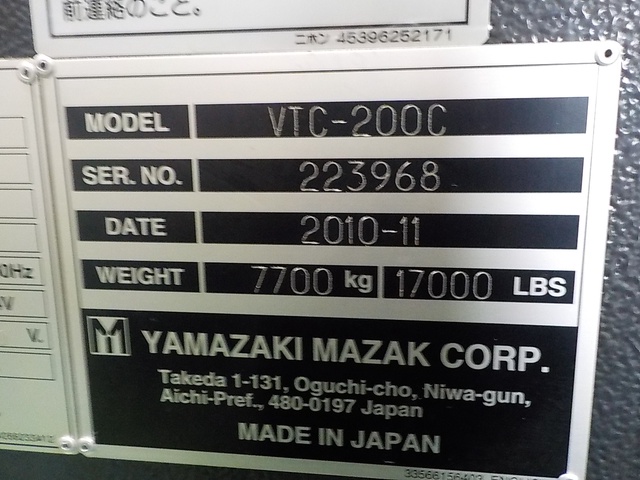 前連絡のこと。
ニホン 45396252171
MODEL VTC-200C
SER. NO. 223968
DATE 2010-11
WEIGHT 7700 kg 17000 LBS
YAMAZAKI MAZAK CORP.
Takeda 1-131, Oguchi-cho, Niwa-gun,
Aichi-Pref., 480-0197 Japan
MADE IN JAPAN
0Hz
V.